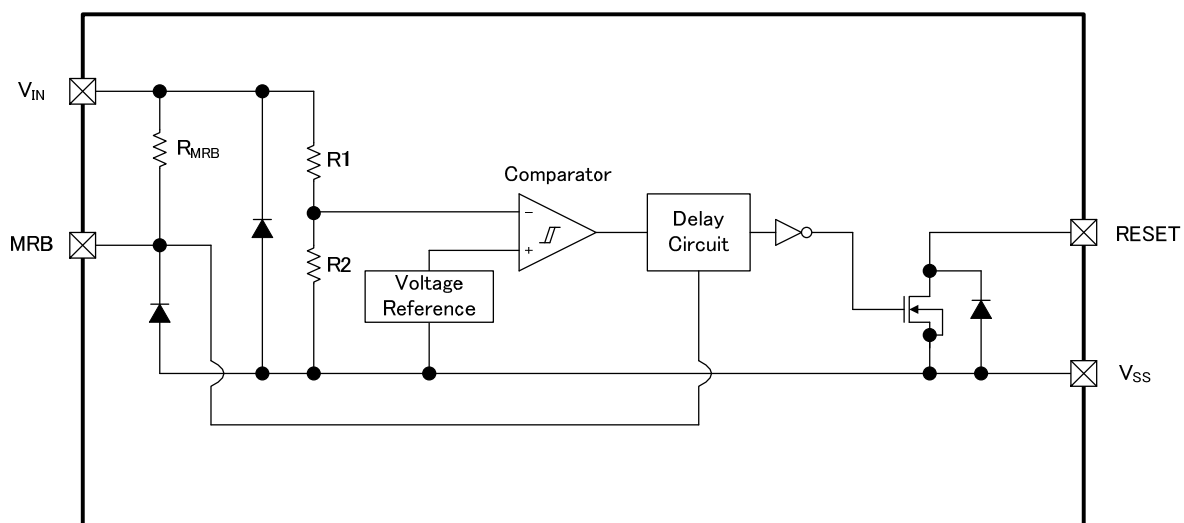 VIN
RMRB
R1
Comparator
−
+
MRB
R2
Voltage
Reference
Delay
Circuit
RESET
VSS